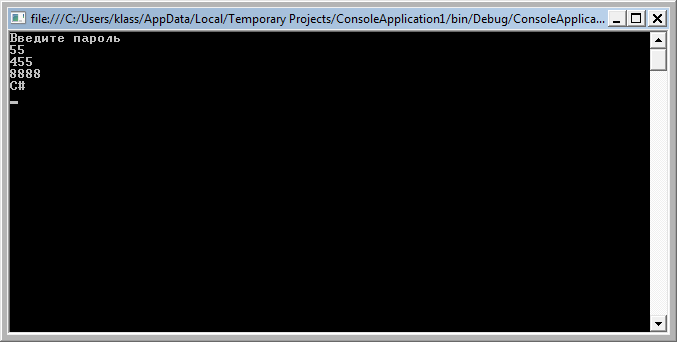 file:///C:/Users/klass/AppData/Local/Temporary Projects/ConsoleApplication1/bin/Debug/ConsoleApplica...
Введите пароль
55
455
8888
C#